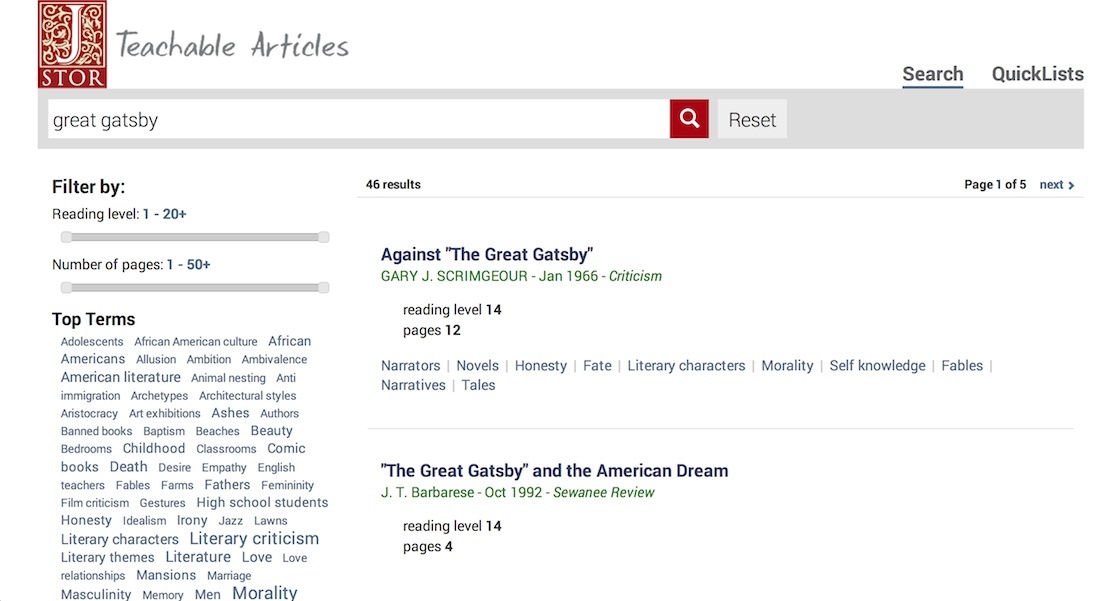 J
STOR
Teachable Articles
Search QuickLists
great gatsby
Reset
Filter by:
Reading level: 1 - 20+
Number of pages: 1 - 50+
Top Terms
Adolescents African American culture African
Americans Allusion Ambition Ambivalence
American literature Animal nesting Anti
immigration Archetypes Architectural styles
Aristocracy Art exhibitions Ashes Authors
Banned books Baptism Beaches Beauty
Bedrooms Childhood Classrooms Comic
books Death Desire Empathy English
teachers Fables Farms Fathers Femininity
Film criticism Gestures High school students
Honesty Idealism Irony Jazz Lawns
Literary characters Literary criticism
Literary themes Literature Love Love
relationships Mansions Marriage
Masculinity Memory Men Morality
46 results
Page 1 of 5 next >
Against "The Great Gatsby"
GARY J. SCRIMGEOUR - Jan 1966 - Criticism
reading level 14
pages 12
Narrators | Novels | Honesty | Fate | Literary characters | Morality | Self knowledge | Fables |
Narratives | Tales
"The Great Gatsby" and the American Dream
J. T. Barbarese - Oct 1992 - Sewanee Review
reading level 14
pages 4